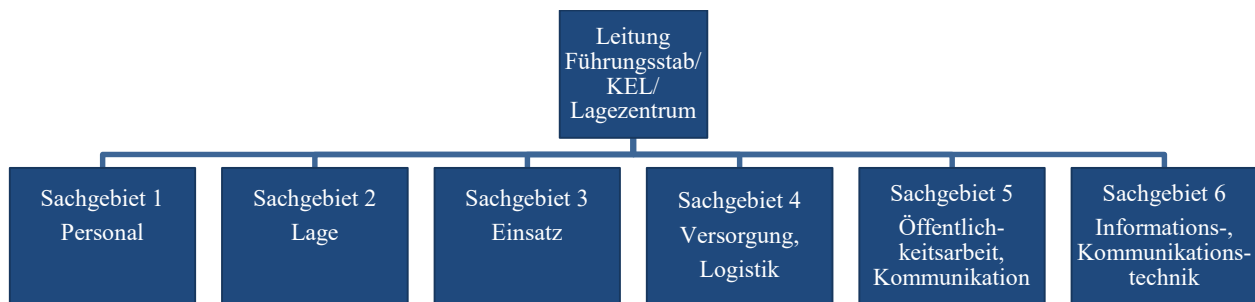 Leitung
Führungsstab/
KEL/
Lagezentrum
Sachgebiet 1
Personal
Sachgebiet 2
Lage
Sachgebiet 3
Einsatz
Sachgebiet 4
Versorgung,
Logistik
Sachgebiet 5
Öffentlich-
keitsarbeit,
Kommunikation
Sachgebiet 6
Informations-,
Kommunikations-
technik